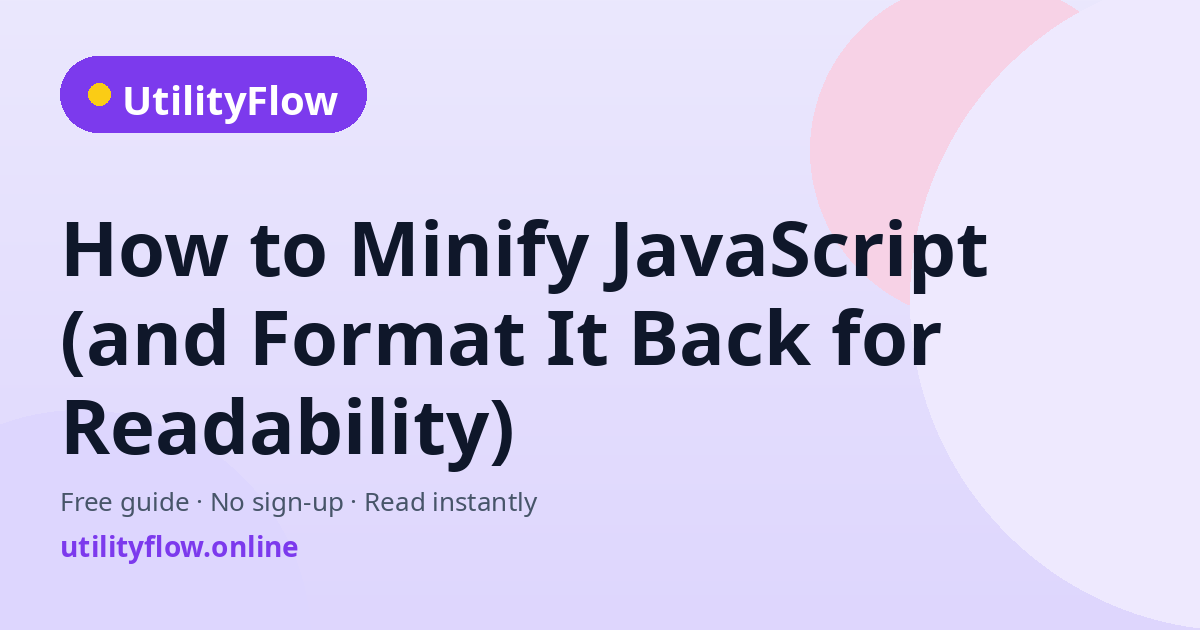 UtilityFlow
How to Minify JavaScript
(and Format It Back for
Readability)
Free guide · No sign-up · Read instantly
utilityflow.online